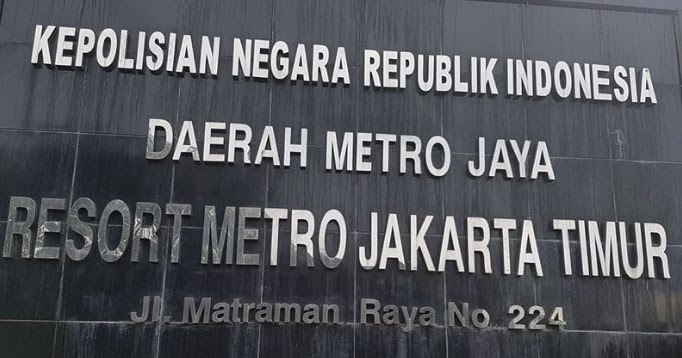 KEPOLISIAN NEGARA REPUBLIK INDONESIA
DAERAH METRO JAYA
RESORT METRO JAKARTA TIMUR
Jl. Matraman Raya No. 224